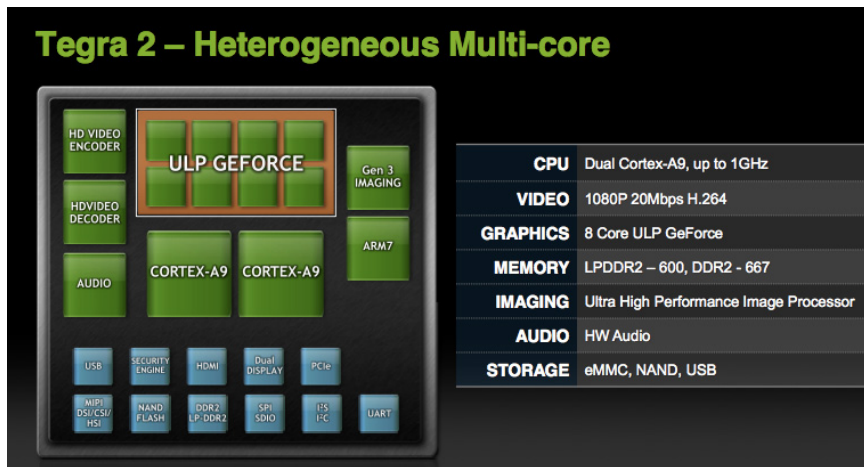 Tegra 2 – Heterogeneous Multi-core
HD VIDEO
ENCODER
ULP GEFORCE
Gen 3
IMAGING
HDVIDEO
DECODER
ARM7
CORTEX-A9
CORTEX-A9
AUDIO
USB
SECURITY
ENGINE
HDMI
Dual
DISPLAY
PCIe
MIPI
DSI/CSI/
HSI
NAND
FLASH
DDR2
LP-DDR2
SPI
SDIO
I²S
I²C
UART
CPU Dual Cortex-A9, up to 1GHz
VIDEO 1080P 20Mbps H.264
GRAPHICS 8 Core ULP GeForce
MEMORY LPDDR2 – 600, DDR2 - 667
IMAGING Ultra High Performance Image Processor
AUDIO HW Audio
STORAGE eMMC, NAND, USB